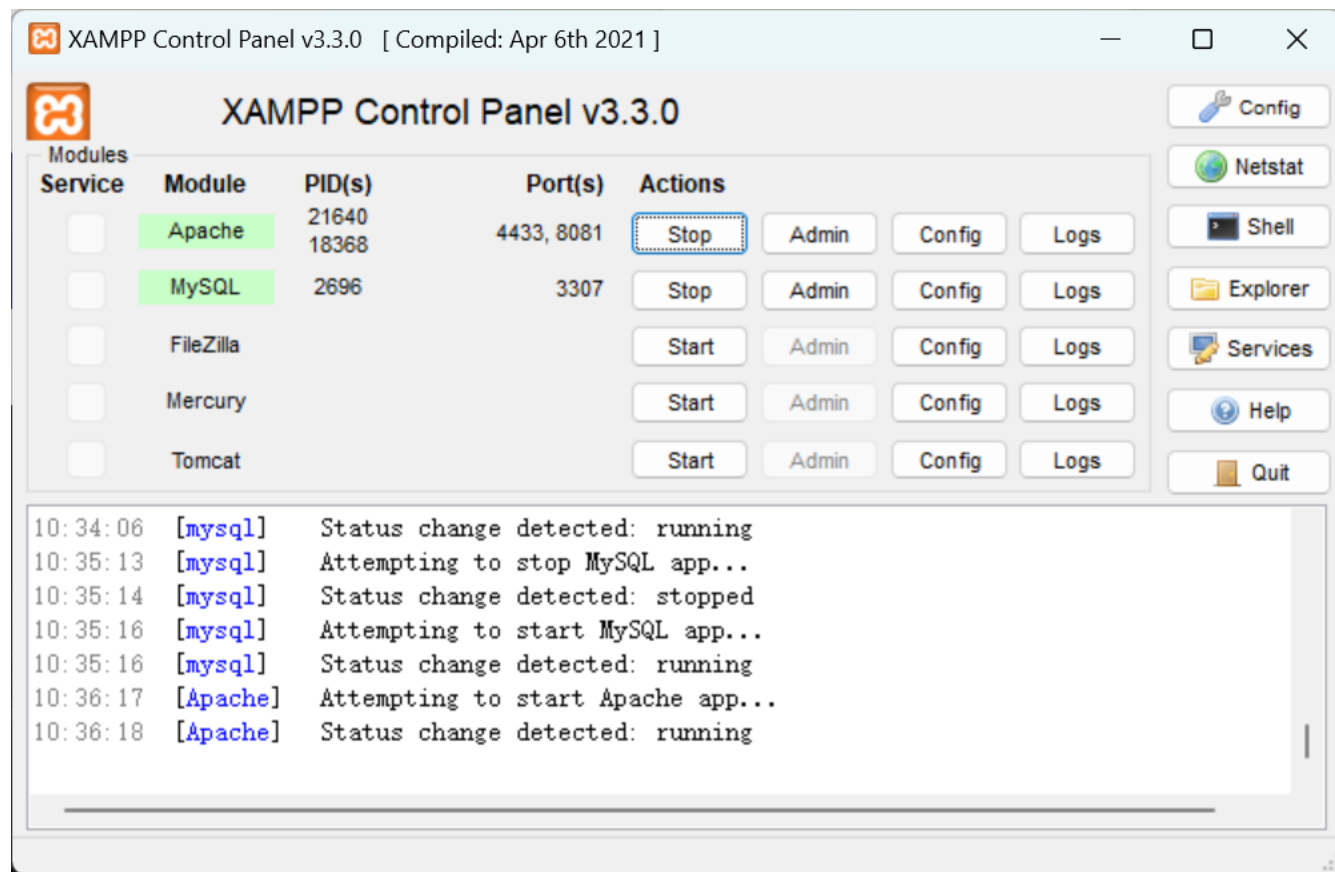 XAMPP Control Panel v3.3.0 [ Compiled: Apr 6th 2021 ]
XAMPP Control Panel v3.3.0
Modules
Service Module PID(s) Port(s) Actions
Apache 21640 18368 4433, 8081 Stop Admin Config Logs
MySQL 2696 3307 Stop Admin Config Logs
FileZilla Start Admin Config Logs
Mercury Start Admin Config Logs
Tomcat Start Admin Config Logs
Config
Netstat
Shell
Explorer
Services
Help
Quit
10:34:06 [mysql] Status change detected: running
10:35:13 [mysql] Attempting to stop MySQL app...
10:35:14 [mysql] Status change detected: stopped
10:35:16 [mysql] Attempting to start MySQL app...
10:35:16 [mysql] Status change detected: running
10:36:17 [Apache] Attempting to start Apache app...
10:36:18 [Apache] Status change detected: running